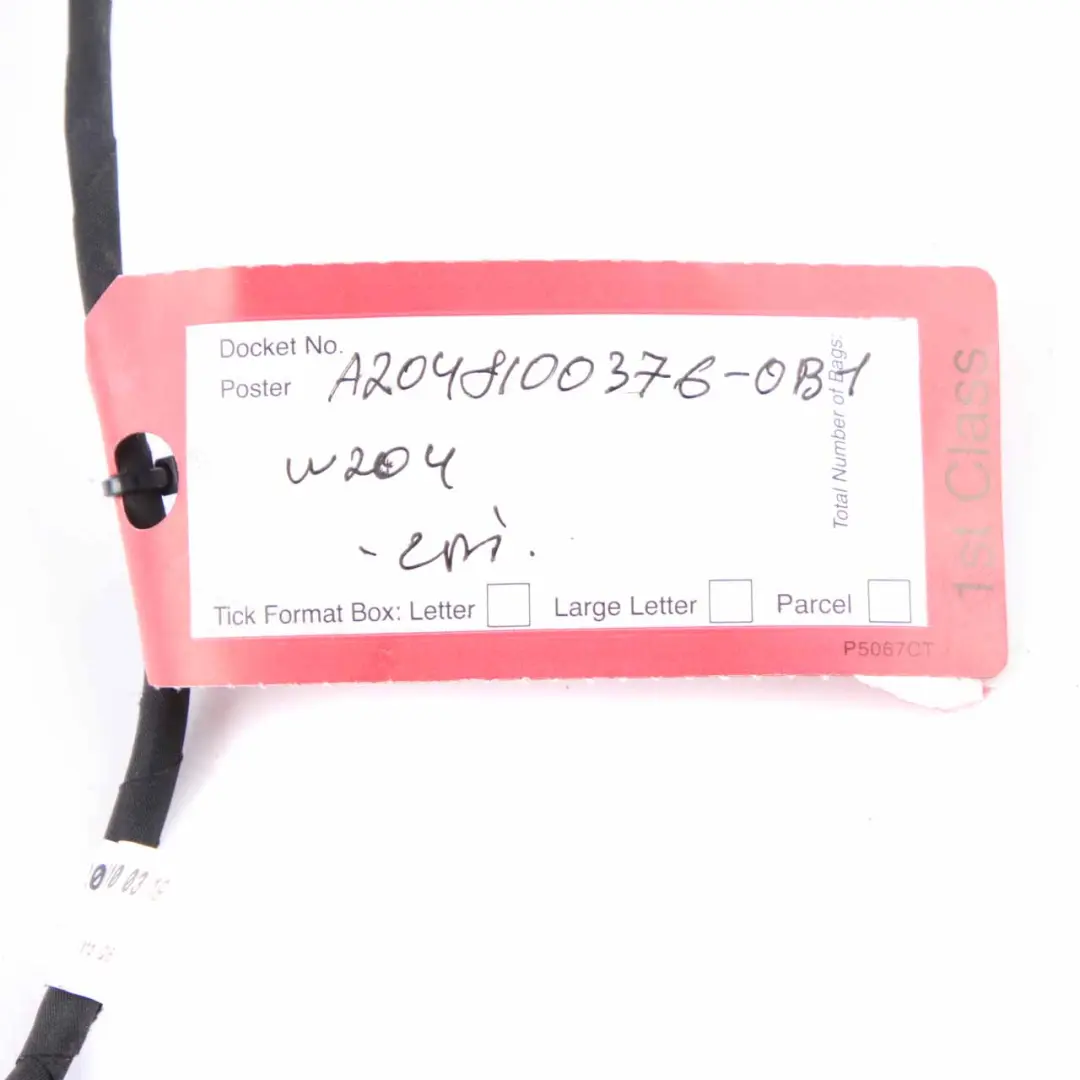 Docket No.
Poster A2048100376-0B1
W204
Total Number of Bags:
1st Class
Tick Format Box: Letter Large Letter Parcel
P5067CT